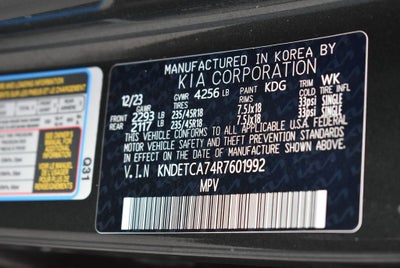 MANUFACTURED IN KOREA BY
KIA CORPORATION
12/23 GVWR 4256 LB PAINT KDG TRIM WK
GAWR TIRES RIMS COLD TIRE INFL
FRONT 2293 LB 235/45R18 7.5Jx18 33psi SINGLE
REAR 2117 LB 235/45R18 7.5Jx18 33psi SINGLE
THIS VEHICLE CONFORMS TO ALL APPLICABLE U.S.A. FEDERAL
MOTOR VEHICLE SAFETY AND THEFT PREVENTION STANDARDS
IN EFFECT ON THE DATE OF MANUFACTURE SHOWN ABOVE.
V.I.N KNDETCA74R7601992
MPV
Q31